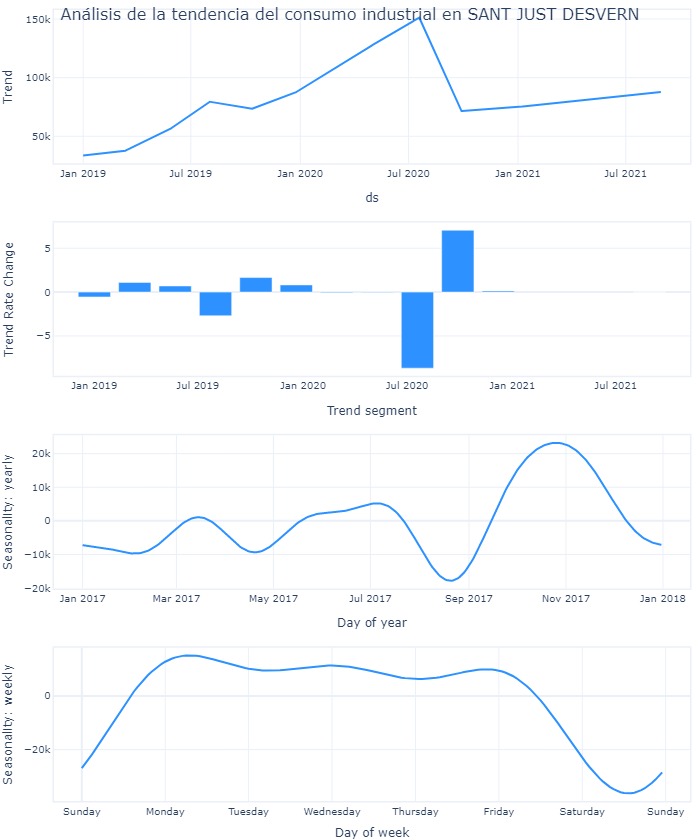 Análisis de la tendencia del consumo industrial en SANT JUST DESVERN
150k
100k
50k
Trend
Jan 2019 Jul 2019 Jan 2020 Jul 2020 Jan 2021 Jul 2021
ds
5
0
−5
Trend Rate Change
Jan 2019 Jul 2019 Jan 2020 Jul 2020 Jan 2021 Jul 2021
Trend segment
20k
10k
0
−10k
−20k
Seasonality: yearly
Jan 2017 Mar 2017 May 2017 Jul 2017 Sep 2017 Nov 2017 Jan 2018
Day of year
0
−20k
Seasonality: weekly
Sunday Monday Tuesday Wednesday Thursday Friday Saturday Sunday
Day of week